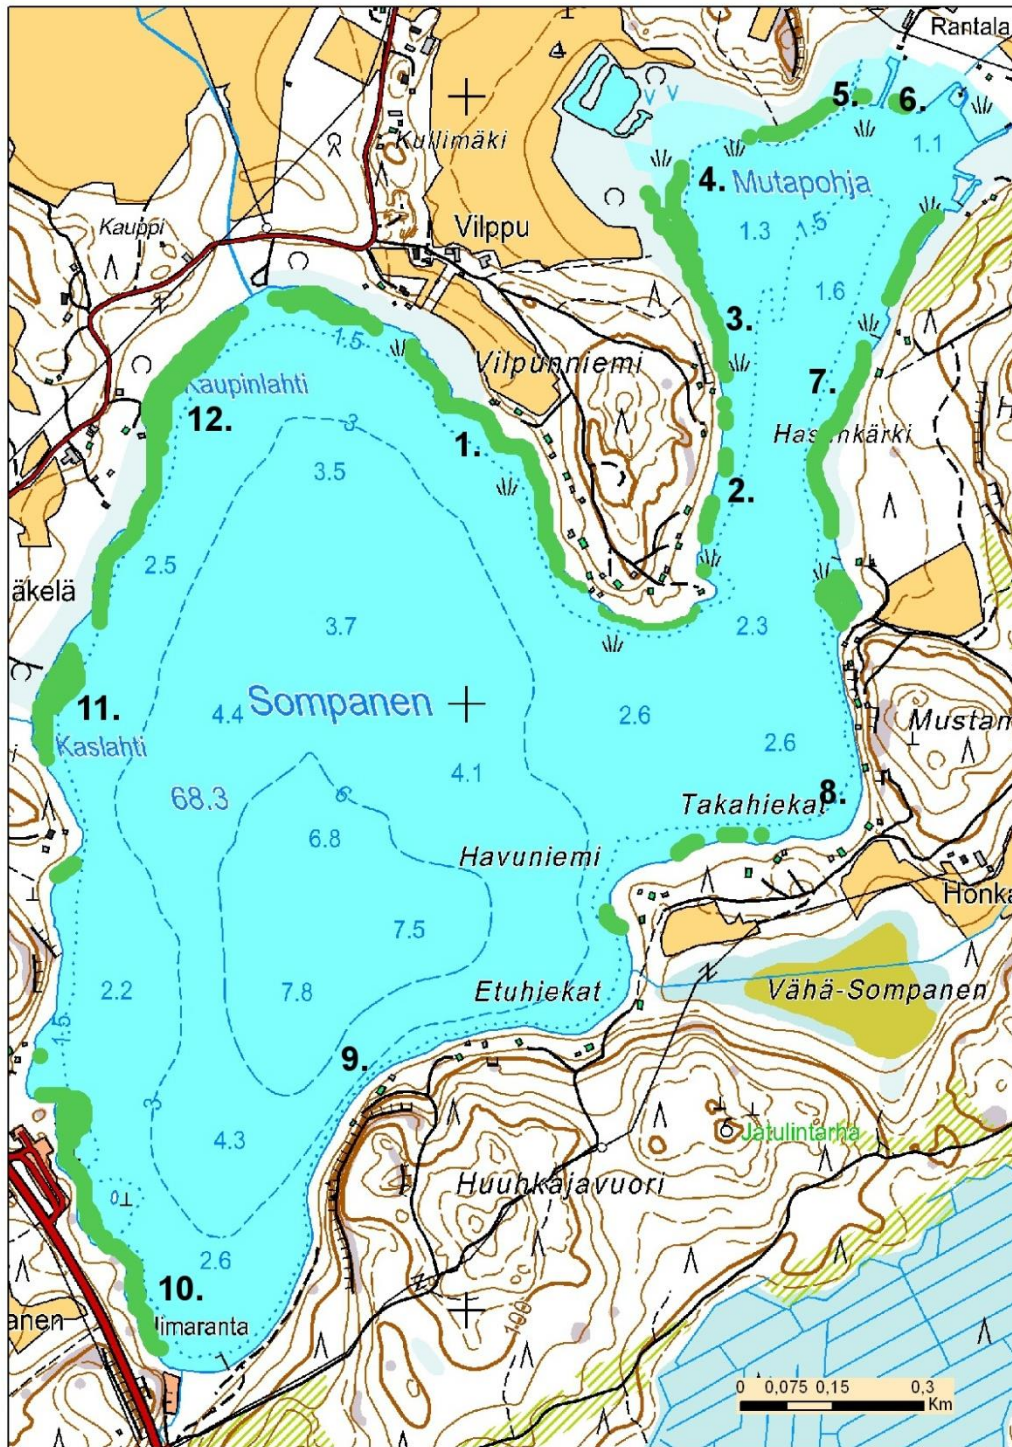 Rantala
5.
6.
1.1
Kullimäki
4.
Mutapohja
Kauppi
Vilppu
1.3
1.5
1.6
3.
1.5
Vilpunniemi
Kaupinlahti
7.
12.
3
1.
3.5
2.
2.5
äkelä
3.7
2.3
Sompanen
11.
4.4
2.6
Mustam
Kaslahti
2.6
4.1
68.3
6
Takahiekat
8.
6.8
Havuniemi
Honka
7.5
2.2
7.8
Etuhiekat
Vähä-Sompanen
1.5
9.
3
4.3
Jatulintarha
Huuhkajavuori
0
2.6
10.
anen
limaranta
100
0 0,075 0,15 0,3
Km